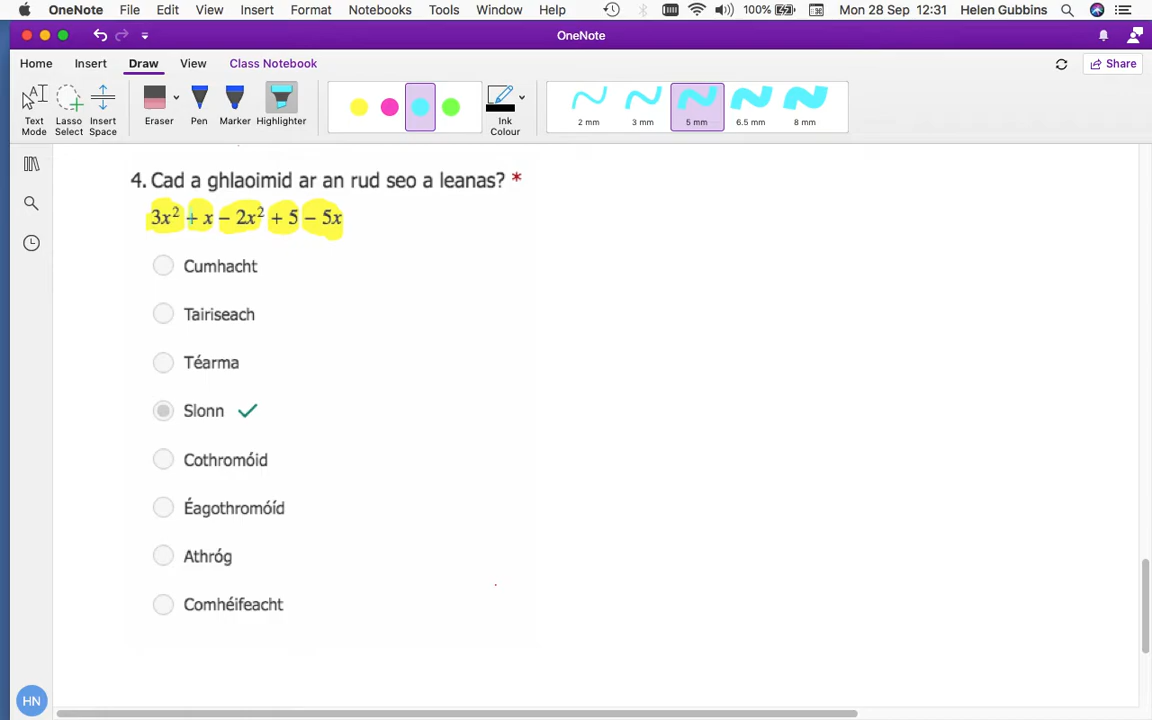 OneNote File Edit View Insert Format Notebooks Tools Window Help 100% Mon 28 Sep 12:31 Helen Gubbins
OneNote
Home Insert Draw View Class Notebook Share
Text Mode Lasso Select Insert Space Eraser Pen Marker Highlighter Ink Colour 2 mm 3 mm 5 mm 6.5 mm 8 mm
4. Cad a ghlaoimid ar an rud seo a leanas? *
3x² + x − 2x² + 5 − 5x
Cumhacht
Tairiseach
Téarma
Slonn
Cothromóid
Éagothromóíd
Athróg
Comhéifeacht
HN